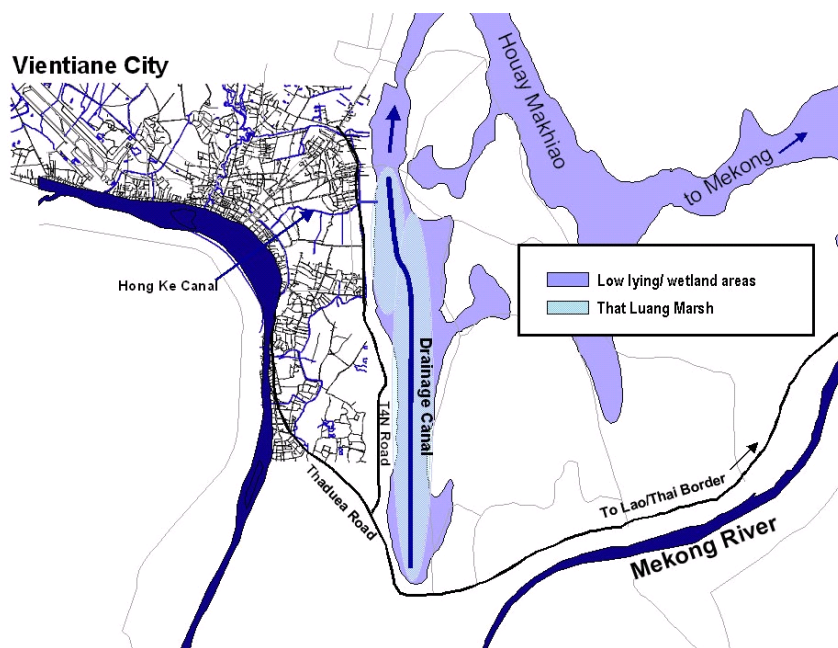 Vientiane City
Houay Makhiao
to Mekong
Hong Ke Canal
Low lying/ wetland areas
That Luang Marsh
Drainage Canal
T4N Road
Thaduea Road
To Lao/Thai Border
Mekong River